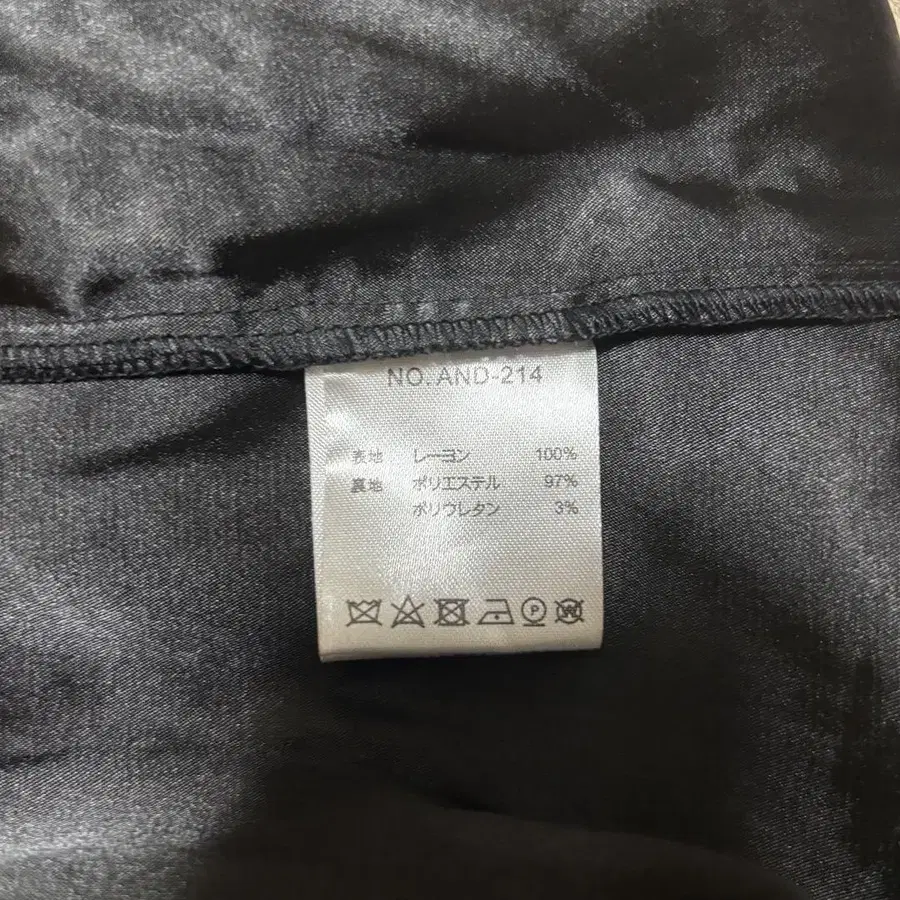 NO. AND-214
表地 レーヨン 100%
裏地 ポリエステル 97%
ポリウレタン 3%
P
W